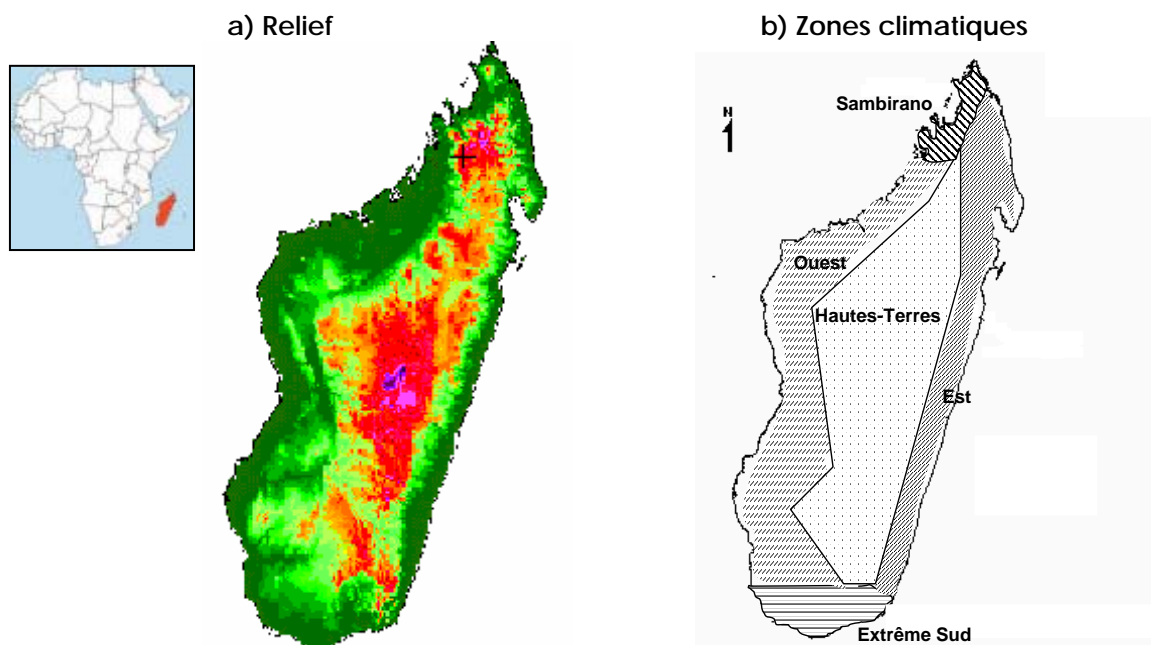 a) Relief
b) Zones climatiques
Sambirano
N
Ouest
Hautes-Terres
Est
Extrême Sud